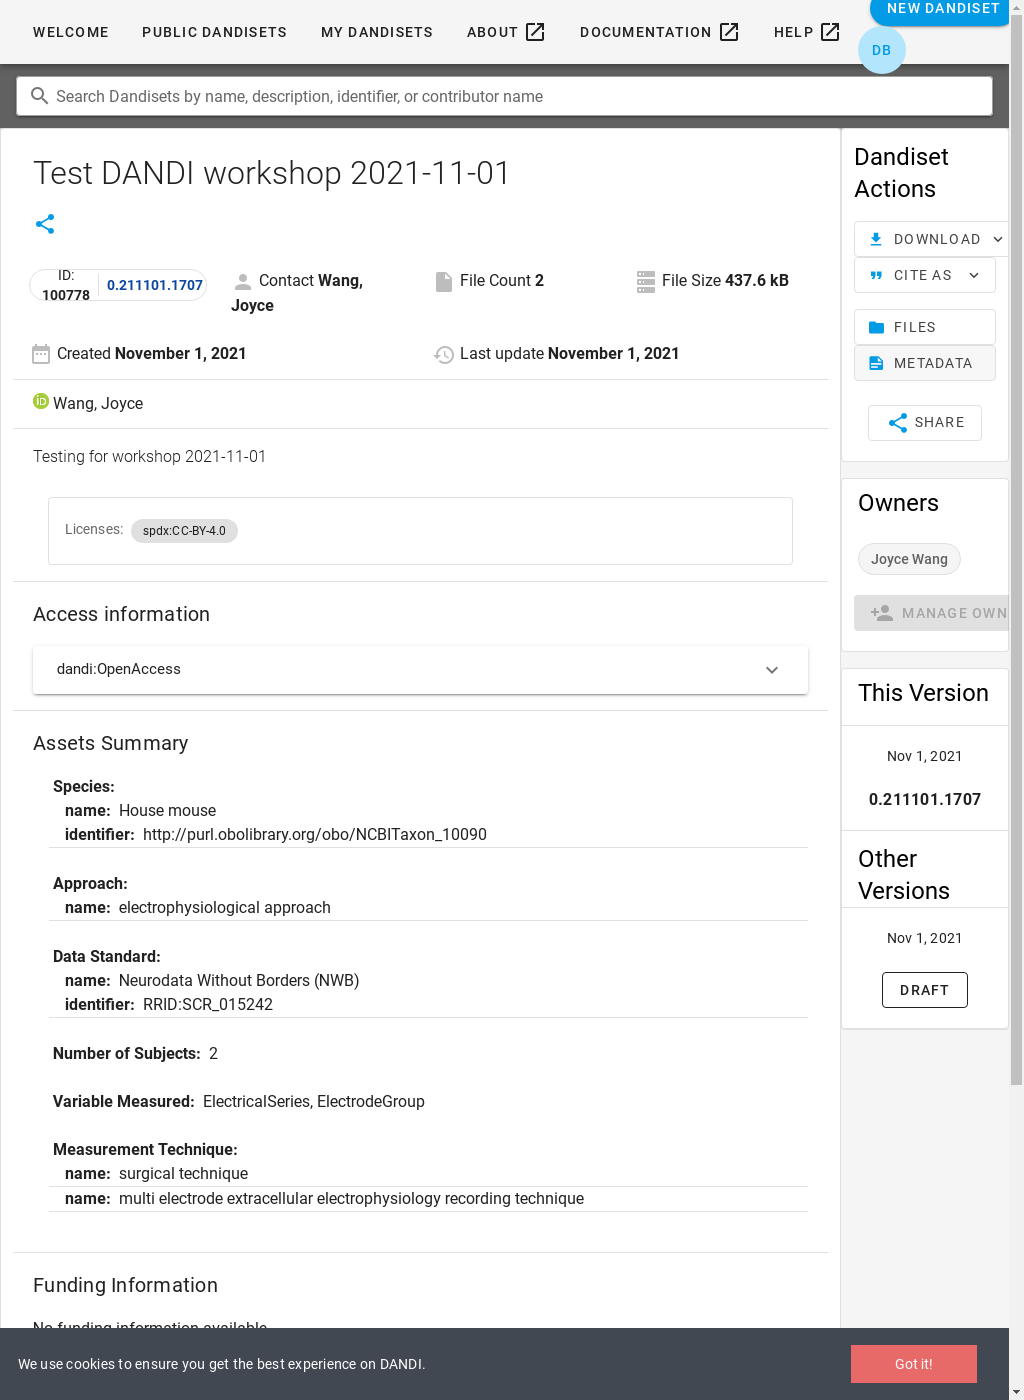 WELCOME PUBLIC DANDISETS MY DANDISETS ABOUT DOCUMENTATION HELP NEW DANDISET
DB
Search Dandisets by name, description, identifier, or contributor name
Test DANDI workshop 2021-11-01
ID: 100778 0.211101.1707
Contact Wang, Joyce
File Count 2
File Size 437.6 kB
Created November 1, 2021
Last update November 1, 2021
iD Wang, Joyce
Testing for workshop 2021-11-01
Licenses: spdx:CC-BY-4.0
Access information
dandi:OpenAccess
Assets Summary
Species:
name: House mouse
identifier: http://purl.obolibrary.org/obo/NCBITaxon_10090
Approach:
name: electrophysiological approach
Data Standard:
name: Neurodata Without Borders (NWB)
identifier: RRID:SCR_015242
Number of Subjects: 2
Variable Measured: ElectricalSeries, ElectrodeGroup
Measurement Technique:
name: surgical technique
name: multi electrode extracellular electrophysiology recording technique
Funding Information
No funding information available
Dandiset
Actions
DOWNLOAD
CITE AS
FILES
METADATA
SHARE
Owners
Joyce Wang
MANAGE OWN
This Version
Nov 1, 2021
0.211101.1707
Other
Versions
Nov 1, 2021
DRAFT
We use cookies to ensure you get the best experience on DANDI.
Got it!